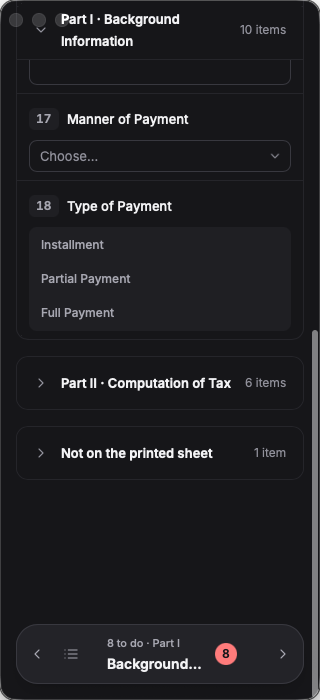 Part I · Background
Information
10 items
17 Manner of Payment
Choose...
18 Type of Payment
Installment
Partial Payment
Full Payment
Part II · Computation of Tax 6 items
Not on the printed sheet 1 item
8 to do · Part I
Background...
8